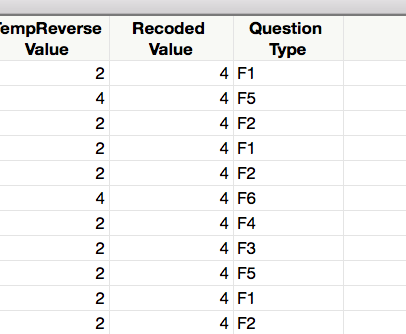 empReverse Recoded Question
Value Value Type
2 4 F1
4 4 F5
2 4 F2
2 4 F1
2 4 F2
4 4 F6
2 4 F4
2 4 F3
2 4 F5
2 4 F1
2 4 F2